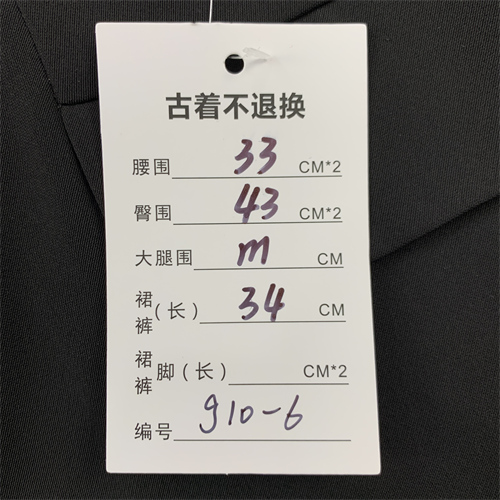 古着不退换
腰围 33 CM*2
臀围 43 CM*2
大腿围 m CM
裙裤(长) 34 CM
裙裤脚(长) CM*2
编号 910-6